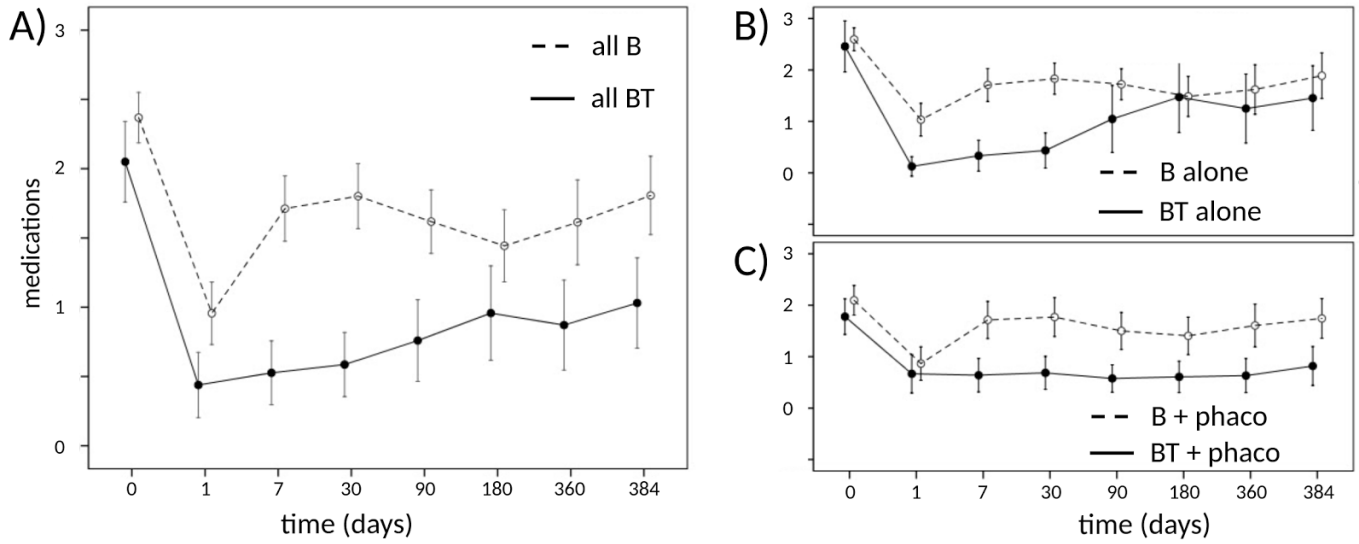 A)
3
2
1
0
medications
all B
all BT
0 1 7 30 90 180 360 384
time (days)
B)
3
2
1
0
B alone
BT alone
C)
3
2
1
0
B + phaco
BT + phaco
0 1 7 30 90 180 360 384
time (days)